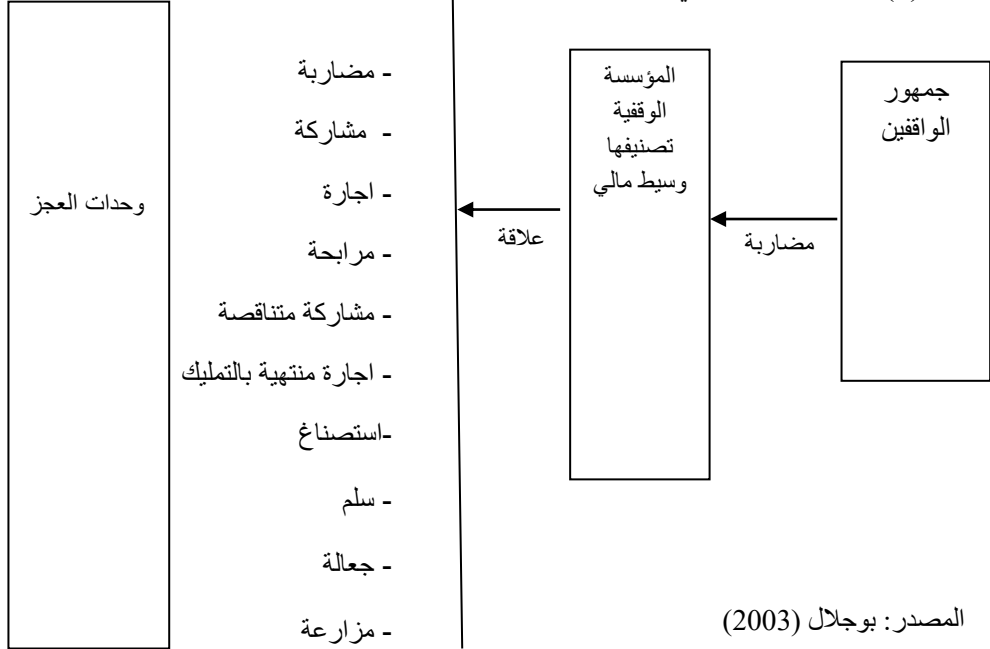 جمهور
الواقفين
مضاربة
المؤسسة
الوقفية
تصنيفها
وسيط مالي
علاقة
- مضاربة
- مشاركة
- اجارة
- مرابحة
- مشاركة متناقصة
- اجارة منتهية بالتمليك
-استصناغ
- سلم
- جعالة
- مزارعة
وحدات العجز
المصدر: بوجلال (2003)